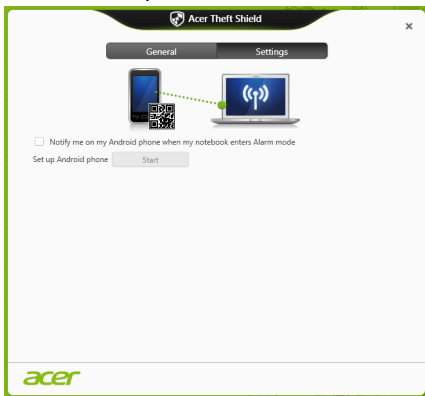 Acer Theft Shield
General
Settings
Notify me on my Android phone when my notebook enters Alarm mode
Set up Android phone
Start
acer